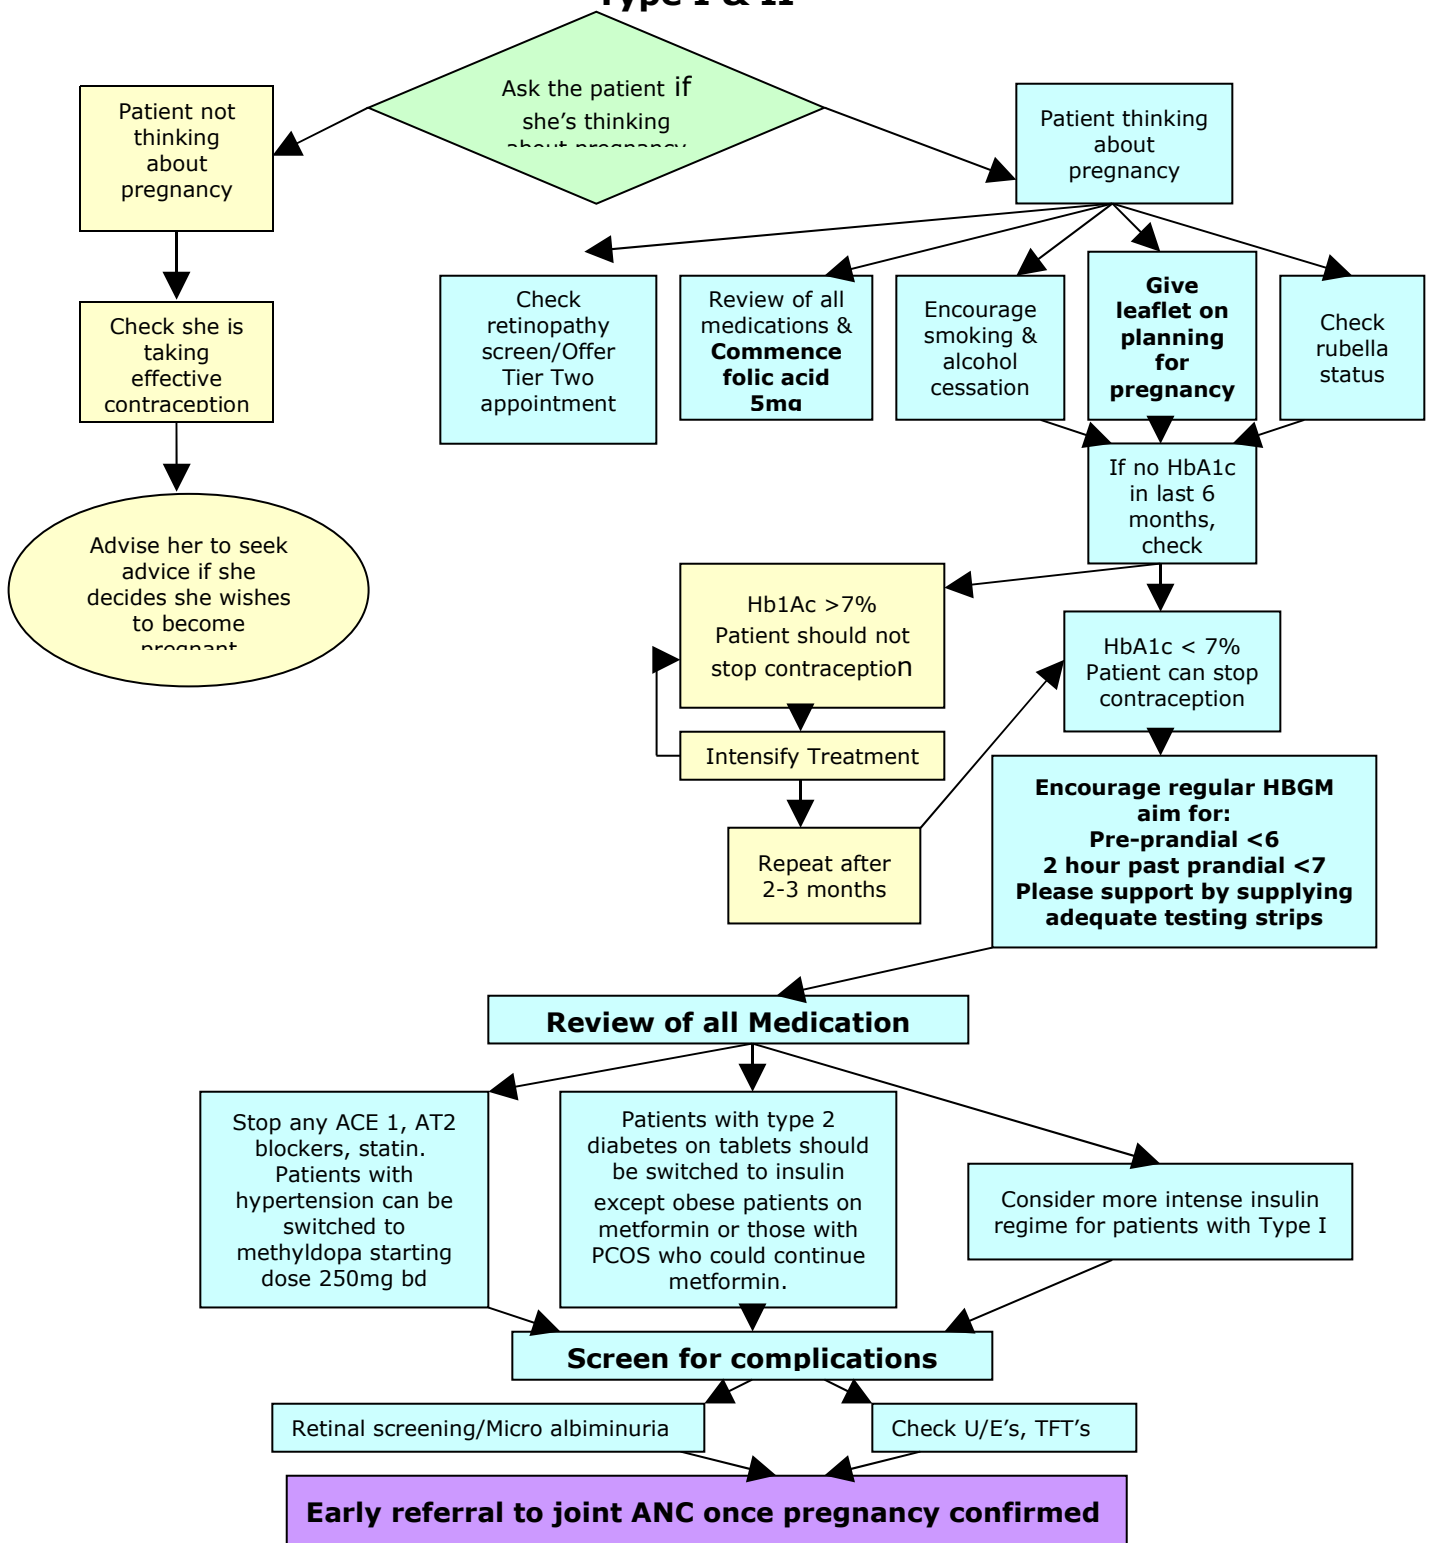 Type I & II
Ask the patient if
she's thinking
about pregnancy
Patient not
thinking
about
pregnancy
Patient thinking
about
pregnancy
Check she is
taking
effective
contraception
Advise her to seek
advice if she
decides she wishes
to become
pregnant
Check
retinopathy
screen/Offer
Tier Two
appointment
Review of all
medications &
Commence
folic acid
5mg
Encourage
smoking &
alcohol
cessation
Give
leaflet on
planning
for
pregnancy
Check
rubella
status
If no HbA1c
in last 6
months,
check
Hb1Ac >7%
Patient should not
stop contraception
Intensify Treatment
Repeat after
2-3 months
HbA1c < 7%
Patient can stop
contraception
Encourage regular HBGM
aim for:
Pre-prandial <6
2 hour past prandial <7
Please support by supplying
adequate testing strips
Review of all Medication
Stop any ACE 1, AT2
blockers, statin.
Patients with
hypertension can be
switched to
methyldopa starting
dose 250mg bd
Patients with type 2
diabetes on tablets should
be switched to insulin
except obese patients on
metformin or those with
PCOS who could continue
metformin.
Consider more intense insulin
regime for patients with Type I
Screen for complications
Retinal screening/Micro albiminuria
Check U/E's, TFT's
Early referral to joint ANC once pregnancy confirmed